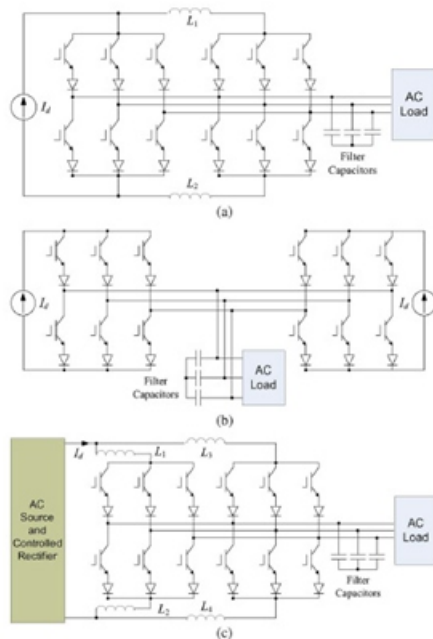 L1
Id
AC
Load
Filter
Capacitors
L2
(a)
Id
Id
Filter
Capacitors
AC
Load
(b)
Id
L1
L3
AC
Source
and
Controlled
Rectifier
AC
Load
Filter
Capacitors
L2
L4
(c)